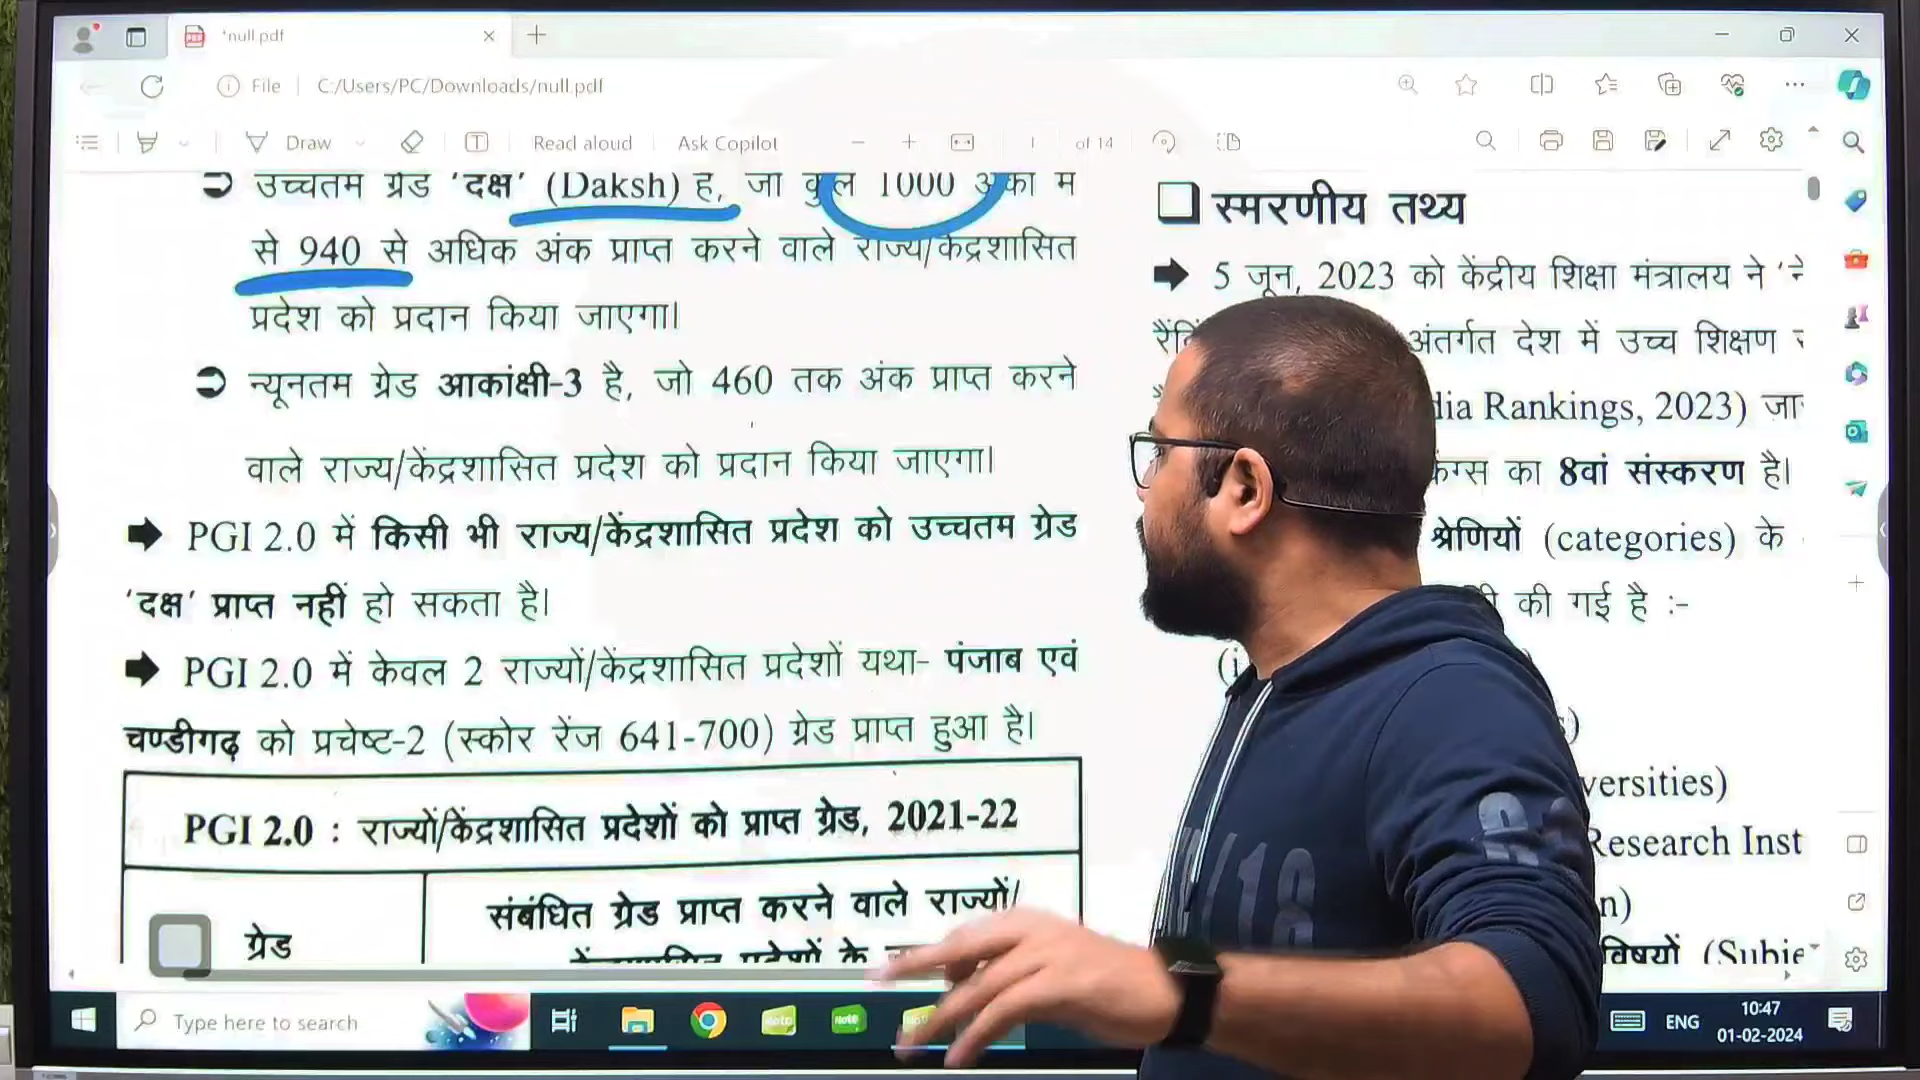 *null.pdf
File
C:/Users/PC/Downloads/null.pdf
Draw
Read aloud
Ask Copilot
1 of 14
उच्चतम ग्रेड 'दक्ष' (Daksh) है, जो कुल 1000 अंकों में
से 940 से अधिक अंक प्राप्त करने वाले राज्य/केंद्रशासित
प्रदेश को प्रदान किया जाएगा।
न्यूनतम ग्रेड आकांक्षी-3 है, जो 460 तक अंक प्राप्त करने
वाले राज्य/केंद्रशासित प्रदेश को प्रदान किया जाएगा।
PGI 2.0 में किसी भी राज्य/केंद्रशासित प्रदेश को उच्चतम ग्रेड
'दक्ष' प्राप्त नहीं हो सकता है।
PGI 2.0 में केवल 2 राज्यों/केंद्रशासित प्रदेशों यथा- पंजाब एवं
चण्डीगढ़ को प्रचेष्ट-2 (स्कोर रेंज 641-700) ग्रेड प्राप्त हुआ है।
PGI 2.0 : राज्यों/केंद्रशासित प्रदेशों को प्राप्त ग्रेड, 2021-22
ग्रेड
संबंधित ग्रेड प्राप्त करने वाले राज्यों/
प्रदेशों के
स्मरणीय तथ्य
5 जून, 2023 को केंद्रीय शिक्षा मंत्रालय ने
अंतर्गत देश में उच्च शिक्षण
dia Rankings, 2023)
का 8वां संस्करण है।
श्रेणियों (categories) के
की गई है :-
(i
versities)
Research Inst
n)
विषयों (Subje
Type here to search
ENG
10:47
01-02-2024